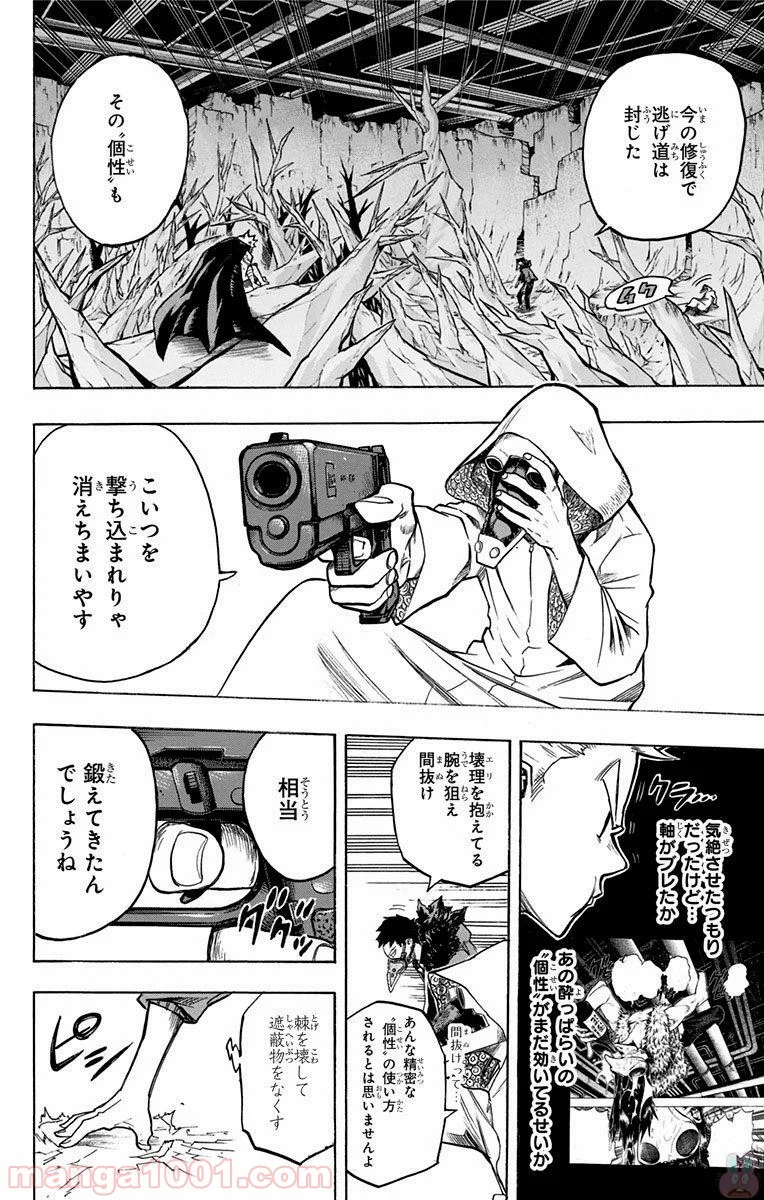 今の修復で
逃げ道は
封じた
ムクッ
その〝個性〟も
こいつを
撃ち込まれりゃ
消えちまいやす
クラ…
気絶させたつもり
だったけど…
軸がブレたか
あの酔っぱらいの
〝個性〟がまだ効いてるせいか
壊理を抱えてる
腕を狙え
間抜け
間抜けって…
あんな精密な
〝個性〟の使い方
されるとは思いませんよ
相当
鍛えてきたん
でしょうね
棘を壊して
遮蔽物をなくす
ピト
manga1001.com